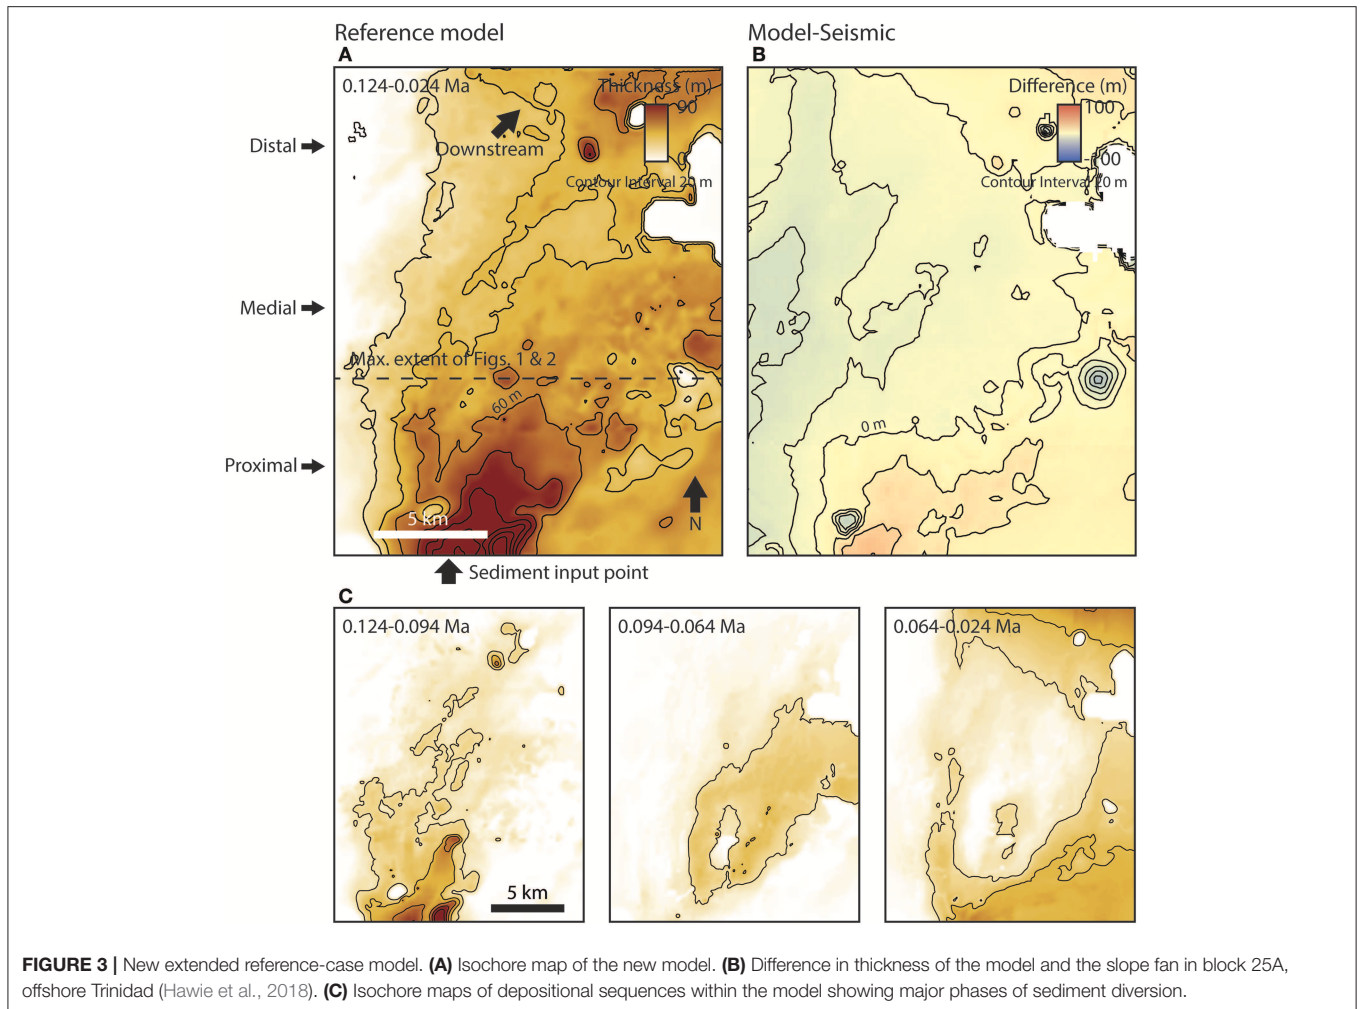 Reference model
Model-Seismic
A
B
0.124-0.024 Ma
Thickness (m)
90
0
Contour Interval 20 m
Downstream
Difference (m)
100
-100
Contour Interval 20 m
Distal
Medial
Max. extent of Figs. 1 & 2
60 m
0 m
Proximal
5 km
N
Sediment input point
C
0.124-0.094 Ma
0.094-0.064 Ma
0.064-0.024 Ma
5 km
FIGURE 3 | New extended reference-case model. (A) Isochore map of the new model. (B) Difference in thickness of the model and the slope fan in block 25A,
offshore Trinidad (Hawie et al., 2018). (C) Isochore maps of depositional sequences within the model showing major phases of sediment diversion.